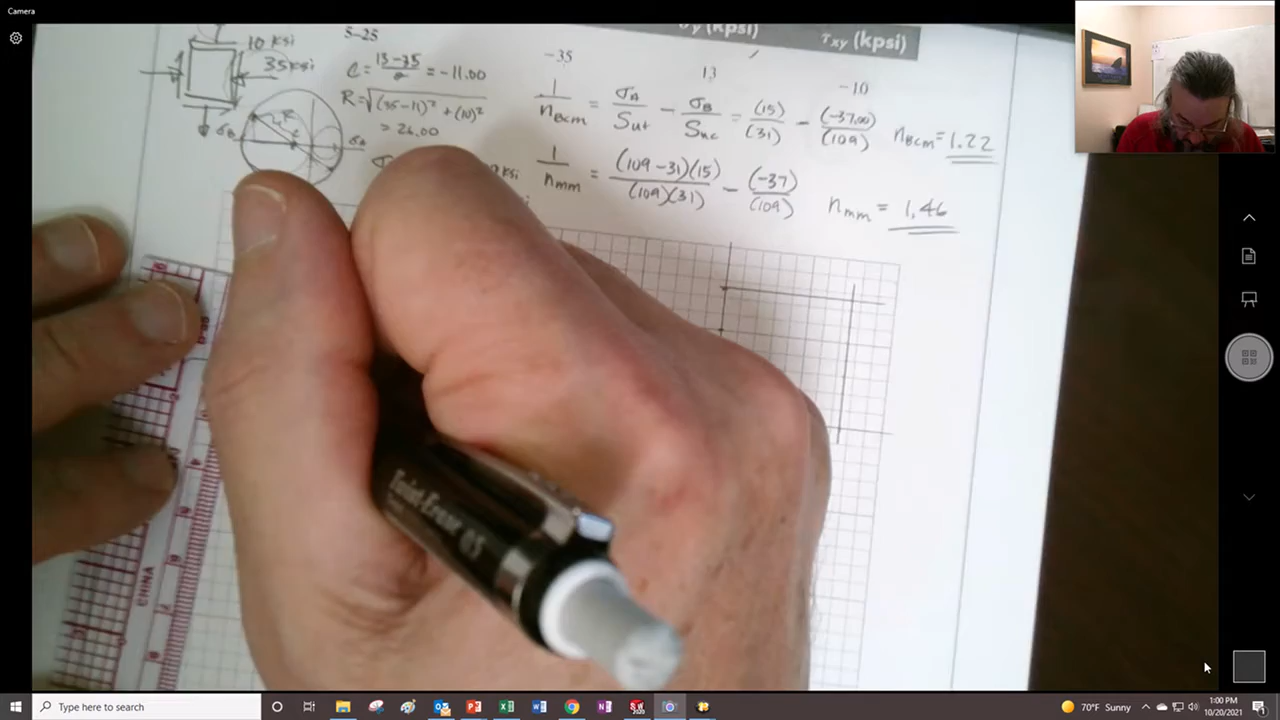 Camera
σy (kpsi)
τxy (kpsi)
5-25
-35
13
-10
10 ksi
35 ksi
C = 13-35/2 = -11.00
R = √(35-11)² + (10)²
= 26.00
1/nBCM = σA/Sut - σB/Suc = (15)/(31) - (-37.00)/(109) nBCM = 1.22
1/nMM = (109-31)(15)/(109)(31) - (-37)/(109) nMM = 1.46
σB
CHINA
Twist-Erase
0.5
Type here to search
70°F Sunny
1:00 PM
10/20/2021